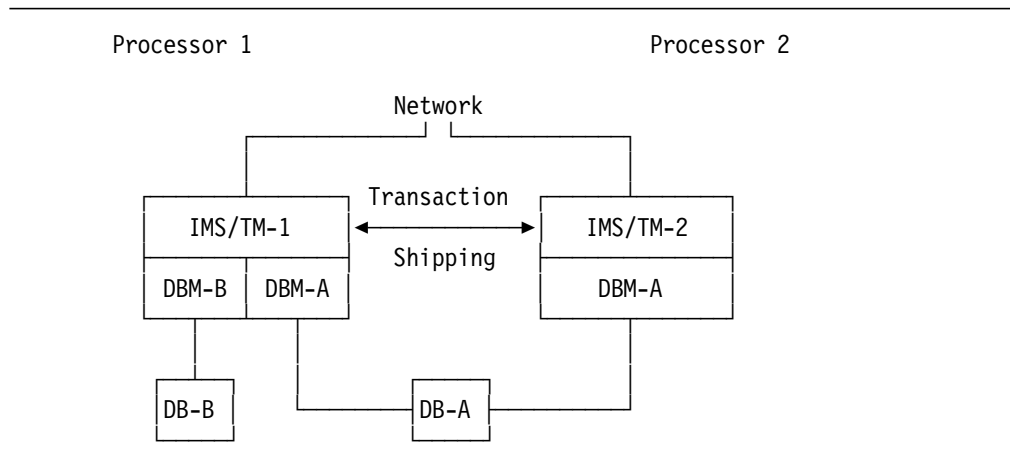 Processor 1 Processor 2
Network
Transaction
IMS/TM-1 IMS/TM-2
Shipping
DBM-B DBM-A DBM-A
DB-B DB-A